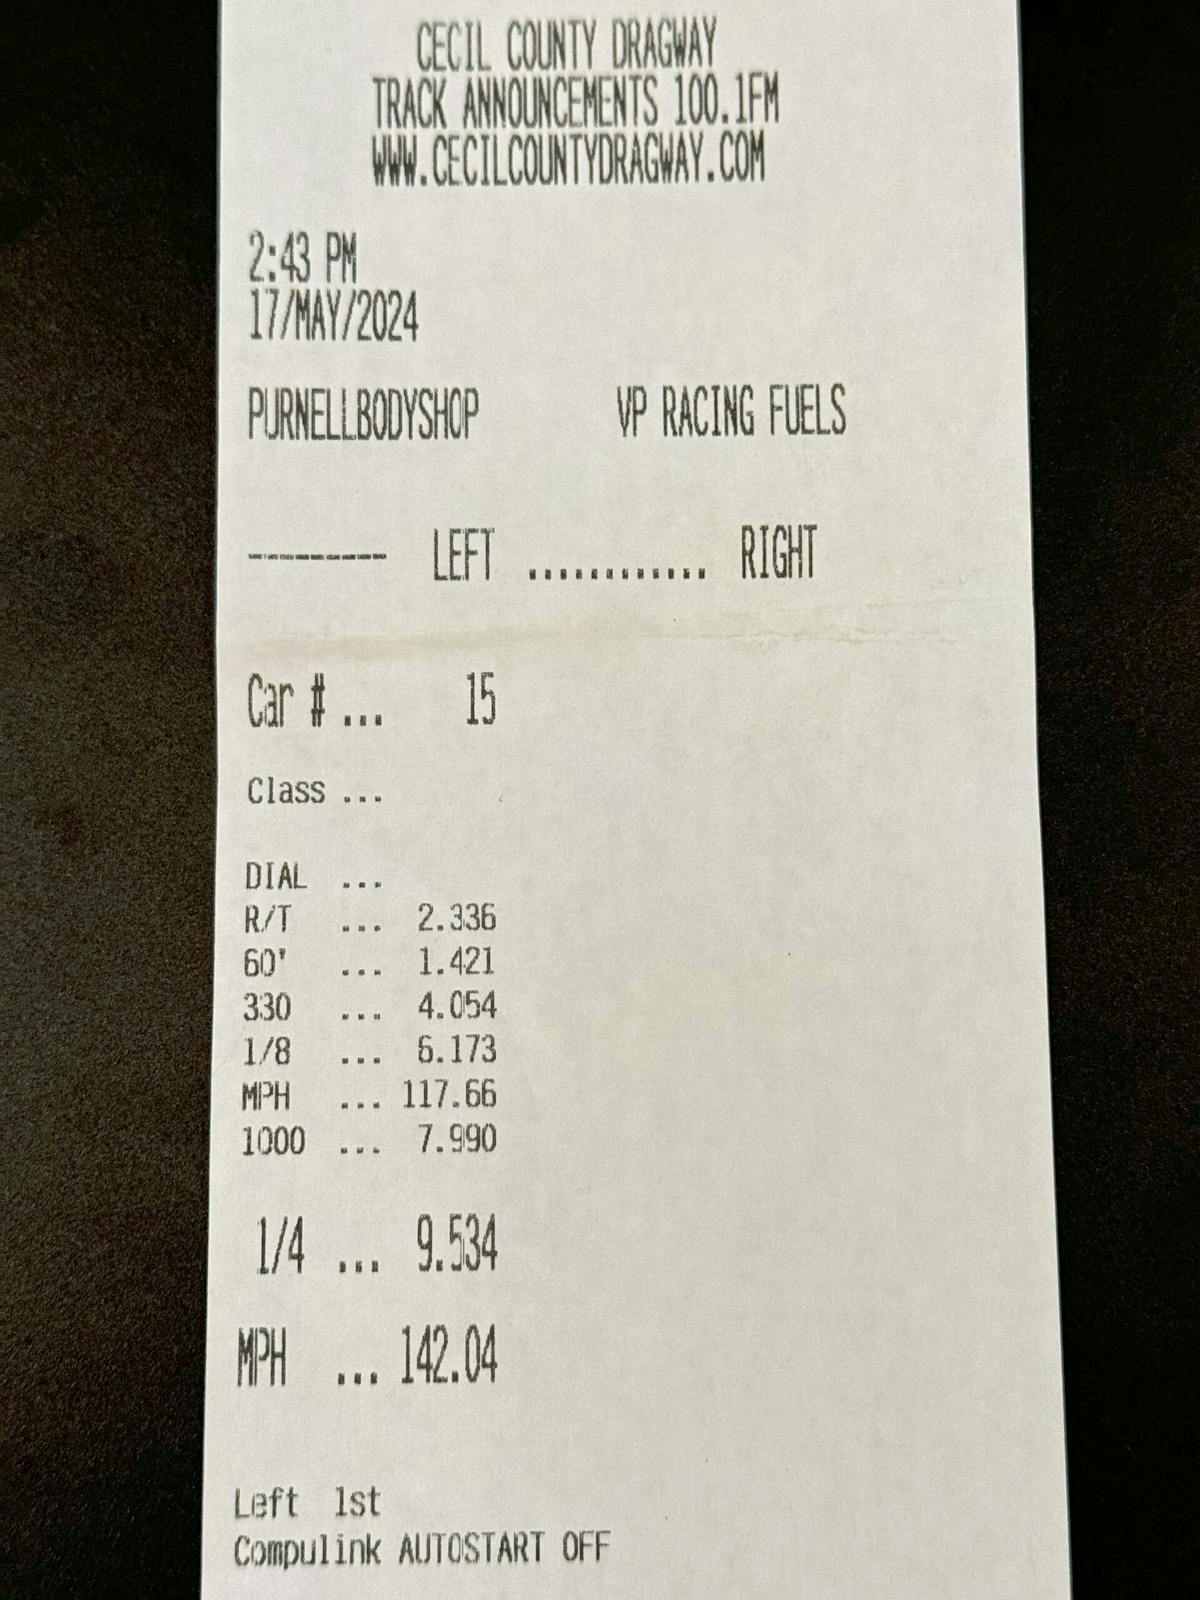 CECIL COUNTY DRAGWAY
TRACK ANNOUNCEMENTS 100.1FM
WWW.CECILCOUNTYDRAGWAY.COM
2:43 PM
17/MAY/2024
PURNELLBODYSHOP VP RACING FUELS
--------- LEFT ............ RIGHT
Car # ... 15
Class ...
DIAL ...
R/T ... 2.336
60' ... 1.421
330 ... 4.054
1/8 ... 6.173
MPH ... 117.66
1000 ... 7.990
1/4 ... 9.534
MPH ... 142.04
Left 1st
Compulink AUTOSTART OFF